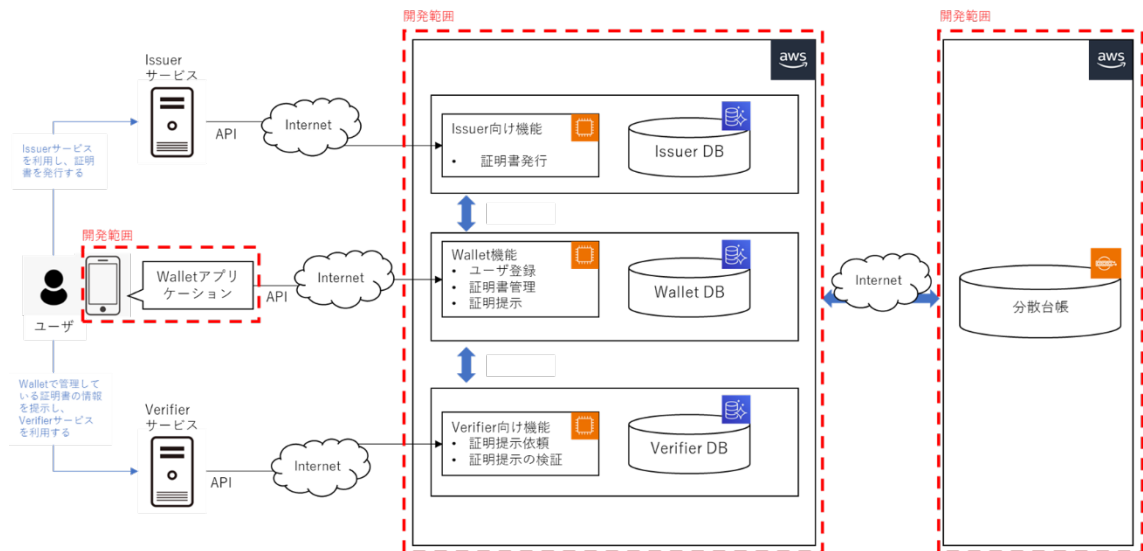 開発範囲
開発範囲
aws
aws
Issuer
サービス
API
Internet
Issuer向け機能
• 証明書発行
Issuer DB
Issuerサービス
を利用し、証明
書を発行する
開発範囲
Walletアプリ
ケーション
API
Internet
Wallet機能
• ユーザ登録
• 証明書管理
• 証明提示
Wallet DB
Internet
分散台帳
ユーザ
Walletで管理して
いる証明書の情報
を提示し、
Verifierサービス
を利用する
Verifier
サービス
API
Internet
Verifier向け機能
• 証明提示依頼
• 証明提示の検証
Verifier DB